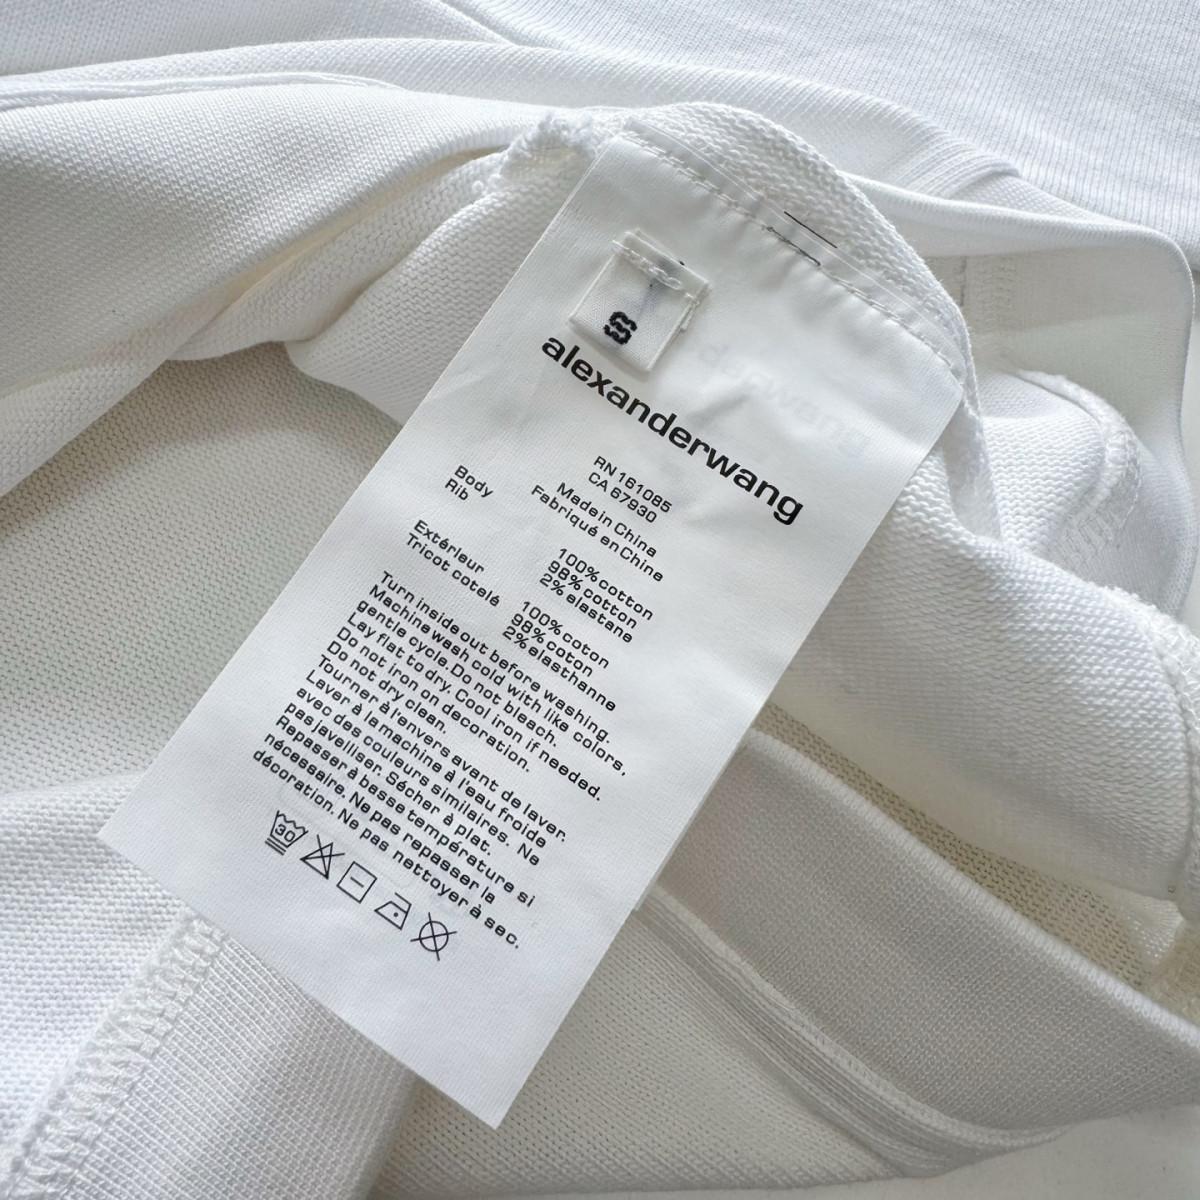 S
alexanderwang
RN 161085
CA 67930
Made in China
Fabriqué en China
Body 100% cotton
Rib 98% cotton
2% elastane
Extérieur 100% coton
Tricot cotelé 98% coton
2% elasthanne
Turn inside out before washing.
Machine wash cold with like colors,
gentle cycle. Do not bleach.
Lay flat to dry. Cool iron if needed.
Do not iron on decoration.
Do not dry clean.
Tourner à l'envers avant de laver.
Laver à la machine à l'eau froide
avec des couleurs similaires. Ne
pas javelliser. Sécher à plat.
Repasser à basse température si
nécessaire. Ne pas repasser la
décoration. Ne pas nettoyer à sec.
30